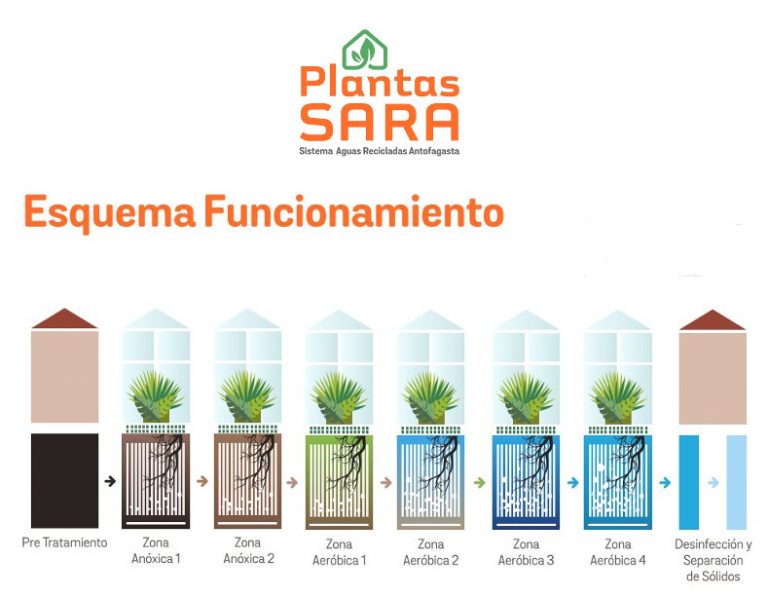 Plantas
SARA
Sistema Aguas Recicladas Antofagasta
Esquema Funcionamiento
Pre Tratamiento
Zona
Anóxica 1
Zona
Anóxica 2
Zona
Aeróbica 1
Zona
Aeróbica 2
Zona
Aeróbica 3
Zona
Aeróbica 4
Desinfección y
Separación
de Sólidos